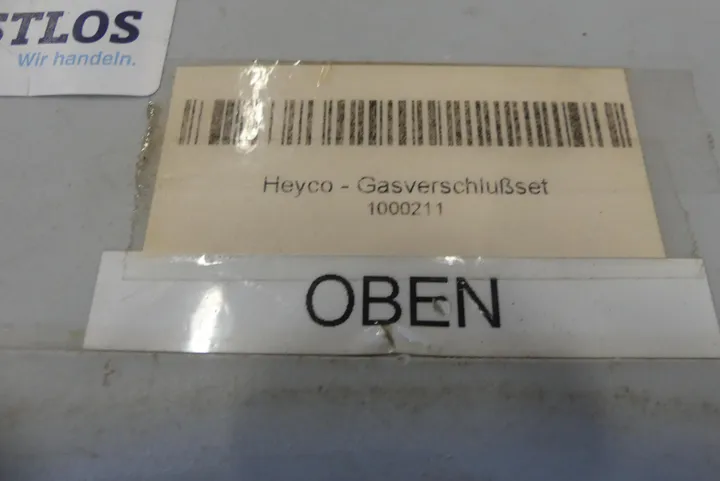 STLOS
Wir handeln.
Heyco - Gasverschlußset
1000211
OBEN